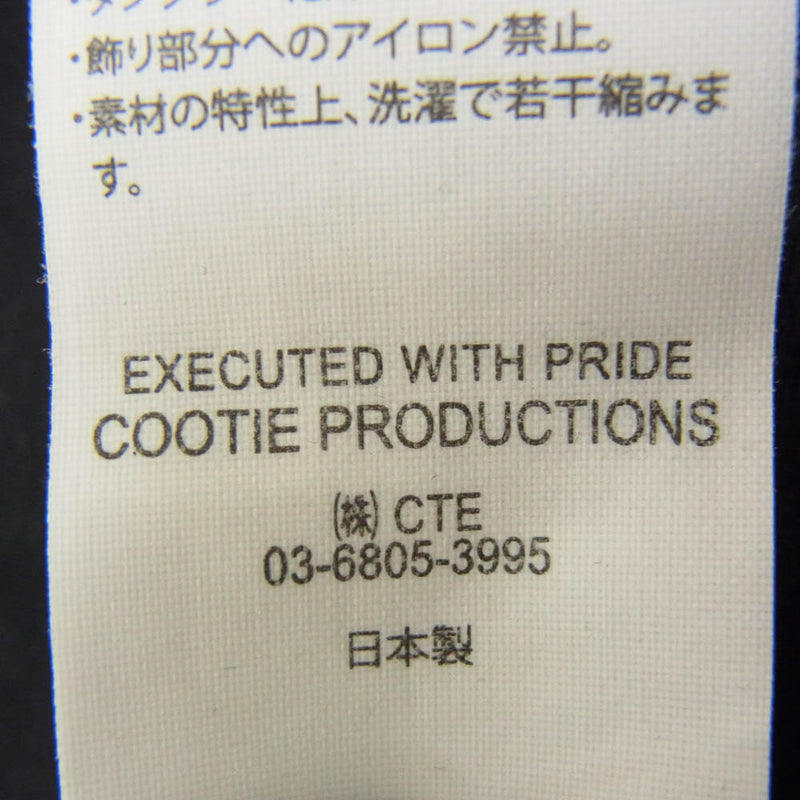 ・飾り部分へのアイロン禁止。
・素材の特性上、洗濯で若干縮みま
す。
EXECUTED WITH PRIDE
COOTIE PRODUCTIONS
㈱ CTE
03-6805-3995
日本製